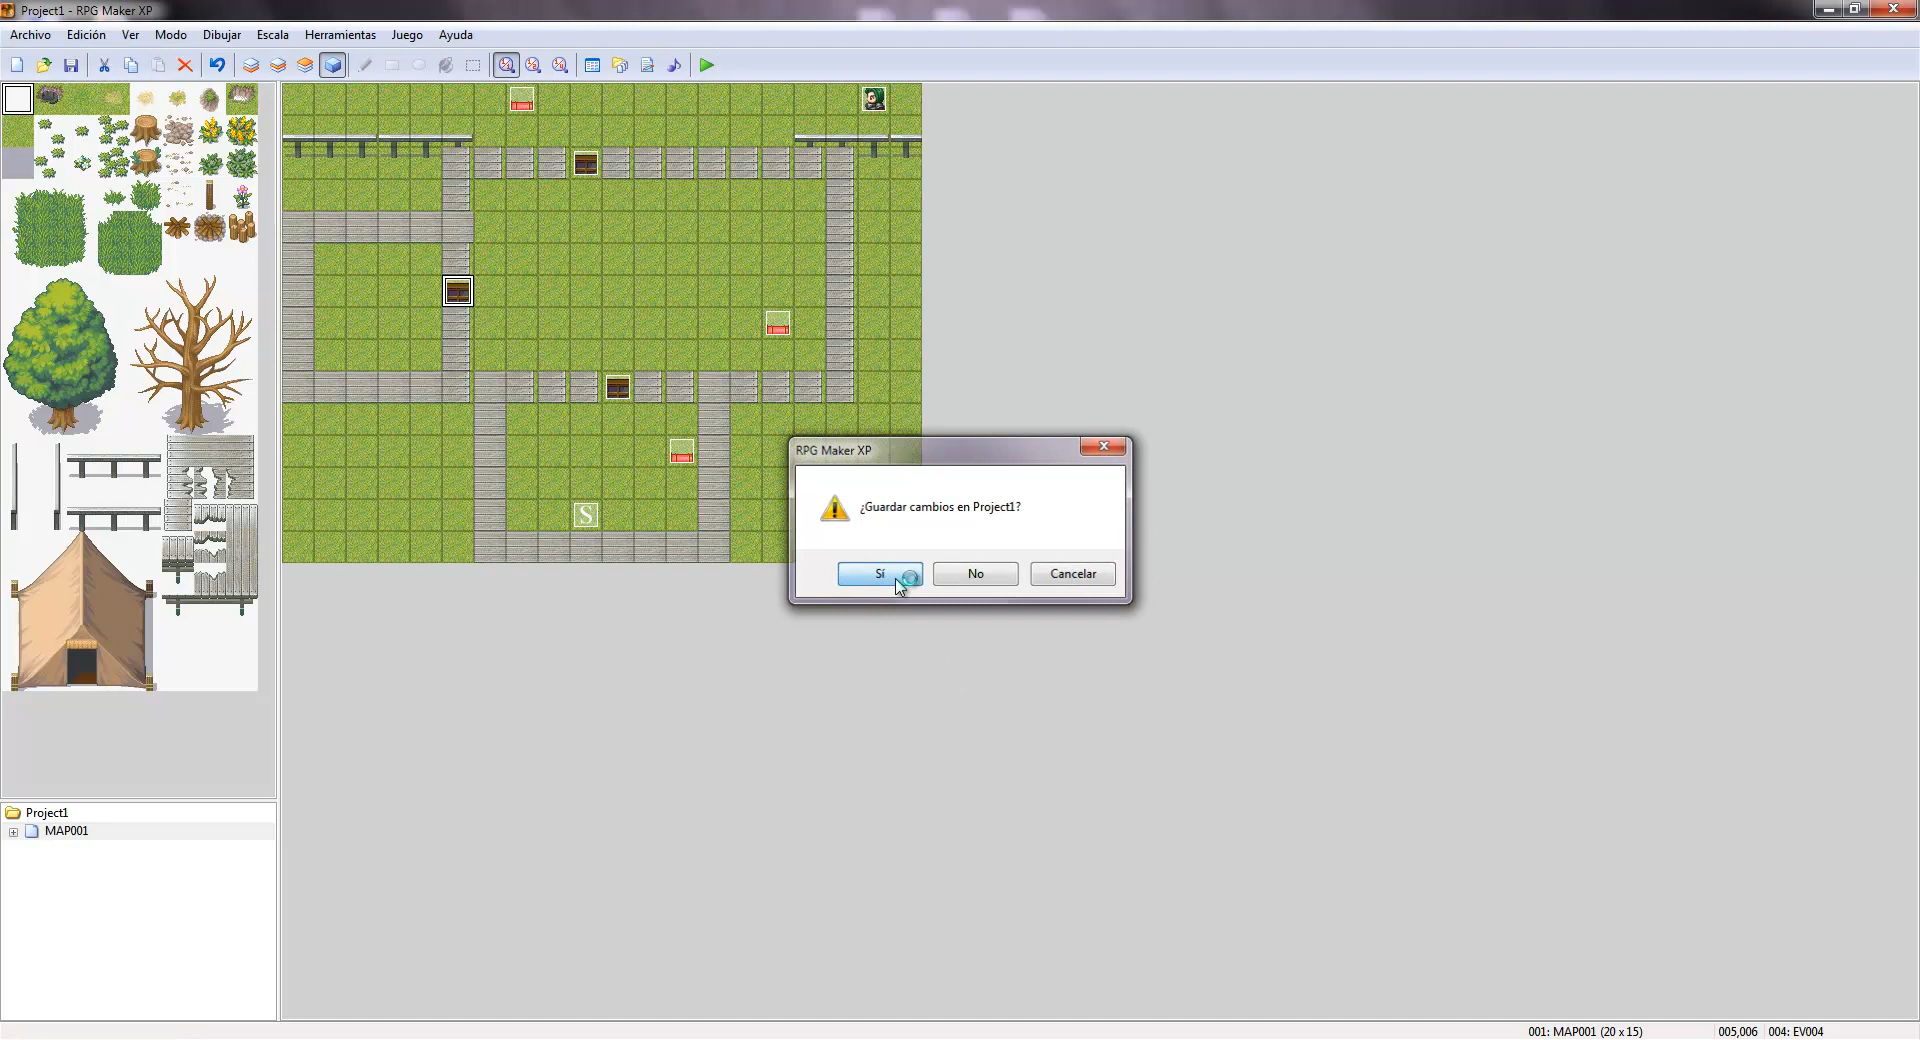 Project1 - RPG Maker XP
Archivo Edición Ver Modo Dibujar Escala Herramientas Juego Ayuda
S
RPG Maker XP
¿Guardar cambios en Project1?
Sí No Cancelar
Project1
MAP001
001: MAP001 (20 x 15) 005,006 004: EV004